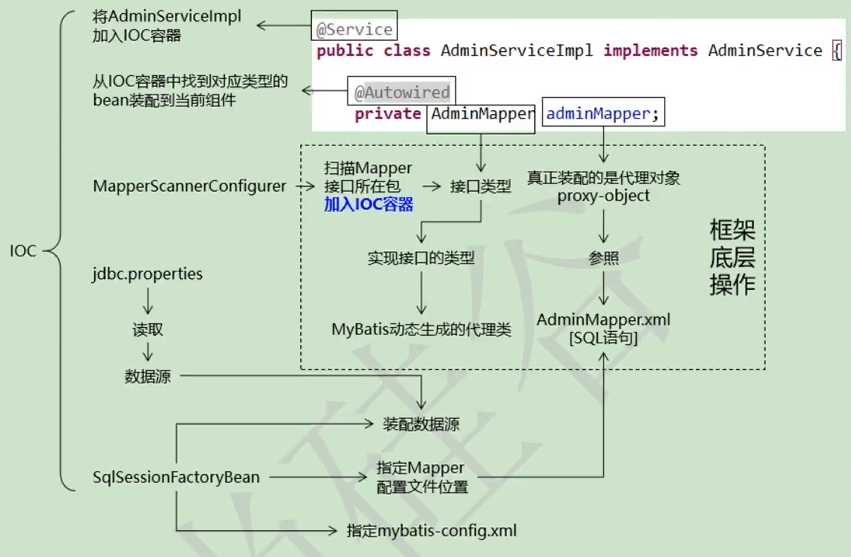 将AdminServiceImpl
加入IOC容器
@Service
public class AdminServiceImpl implements AdminService {
从IOC容器中找到对应类型的
bean装配到当前组件
@Autowired
private AdminMapper adminMapper;
MapperScannerConfigurer
扫描Mapper
接口所在包
加入IOC容器
接口类型
真正装配的是代理对象
proxy-object
框架
底层
操作
IOC
实现接口的类型
参照
jdbc.properties
读取
MyBatis动态生成的代理类
AdminMapper.xml
[SQL语句]
数据源
装配数据源
SqlSessionFactoryBean
指定Mapper
配置文件位置
指定mybatis-config.xml
尚硅谷